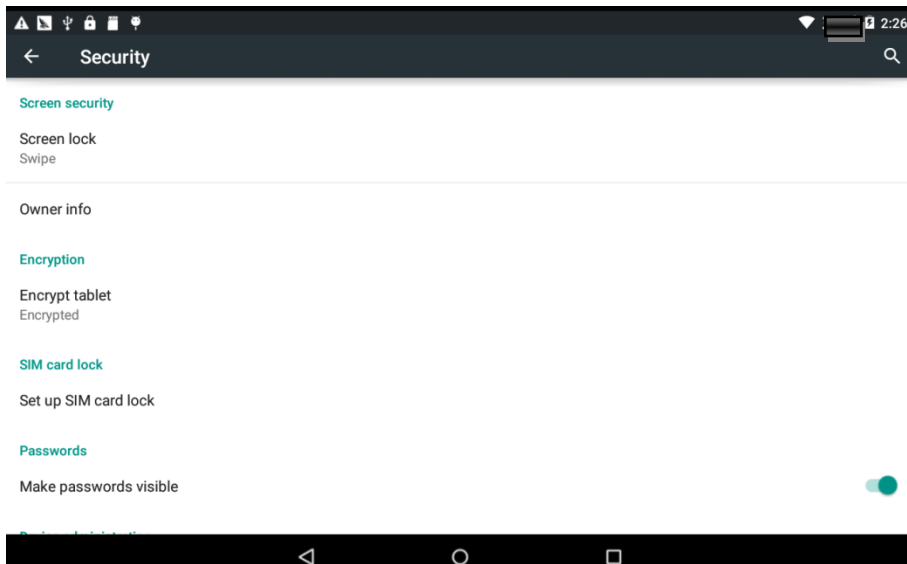 2:26
Security
Screen security
Screen lock
Swipe
Owner info
Encryption
Encrypt tablet
Encrypted
SIM card lock
Set up SIM card lock
Passwords
Make passwords visible